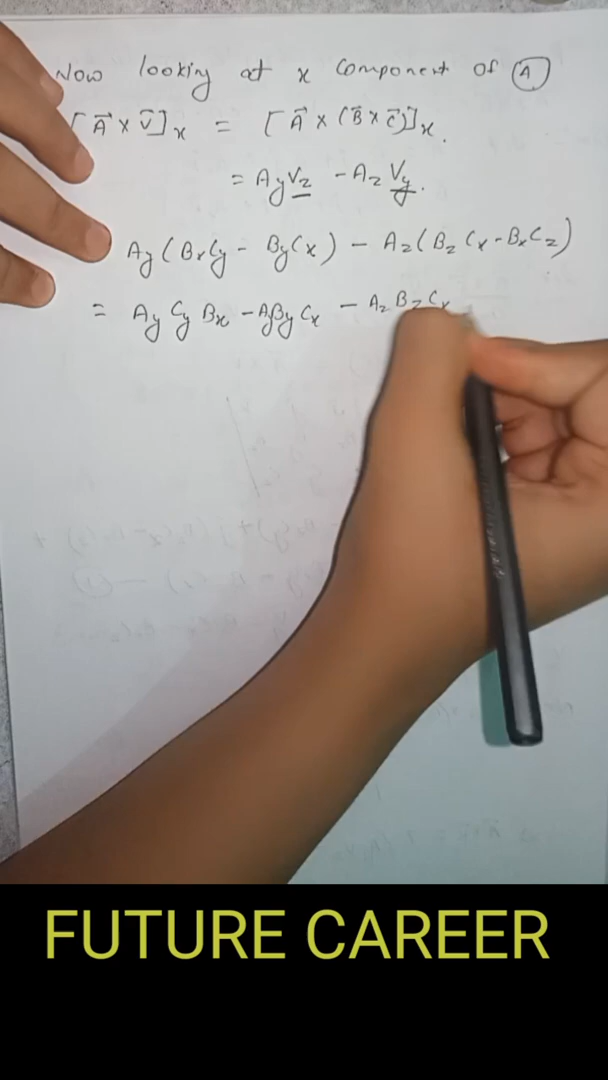 Now looking at x component of (A)
[A⃗ × V⃗]x = [A⃗ × (B⃗ × C⃗)]x.
= AyVz - AzVy.
Ay(BxCy - ByCx) - Az(BzCx - BxCz)
= AyCyBx - AyByCx - AzBzCx
FUTURE CAREER